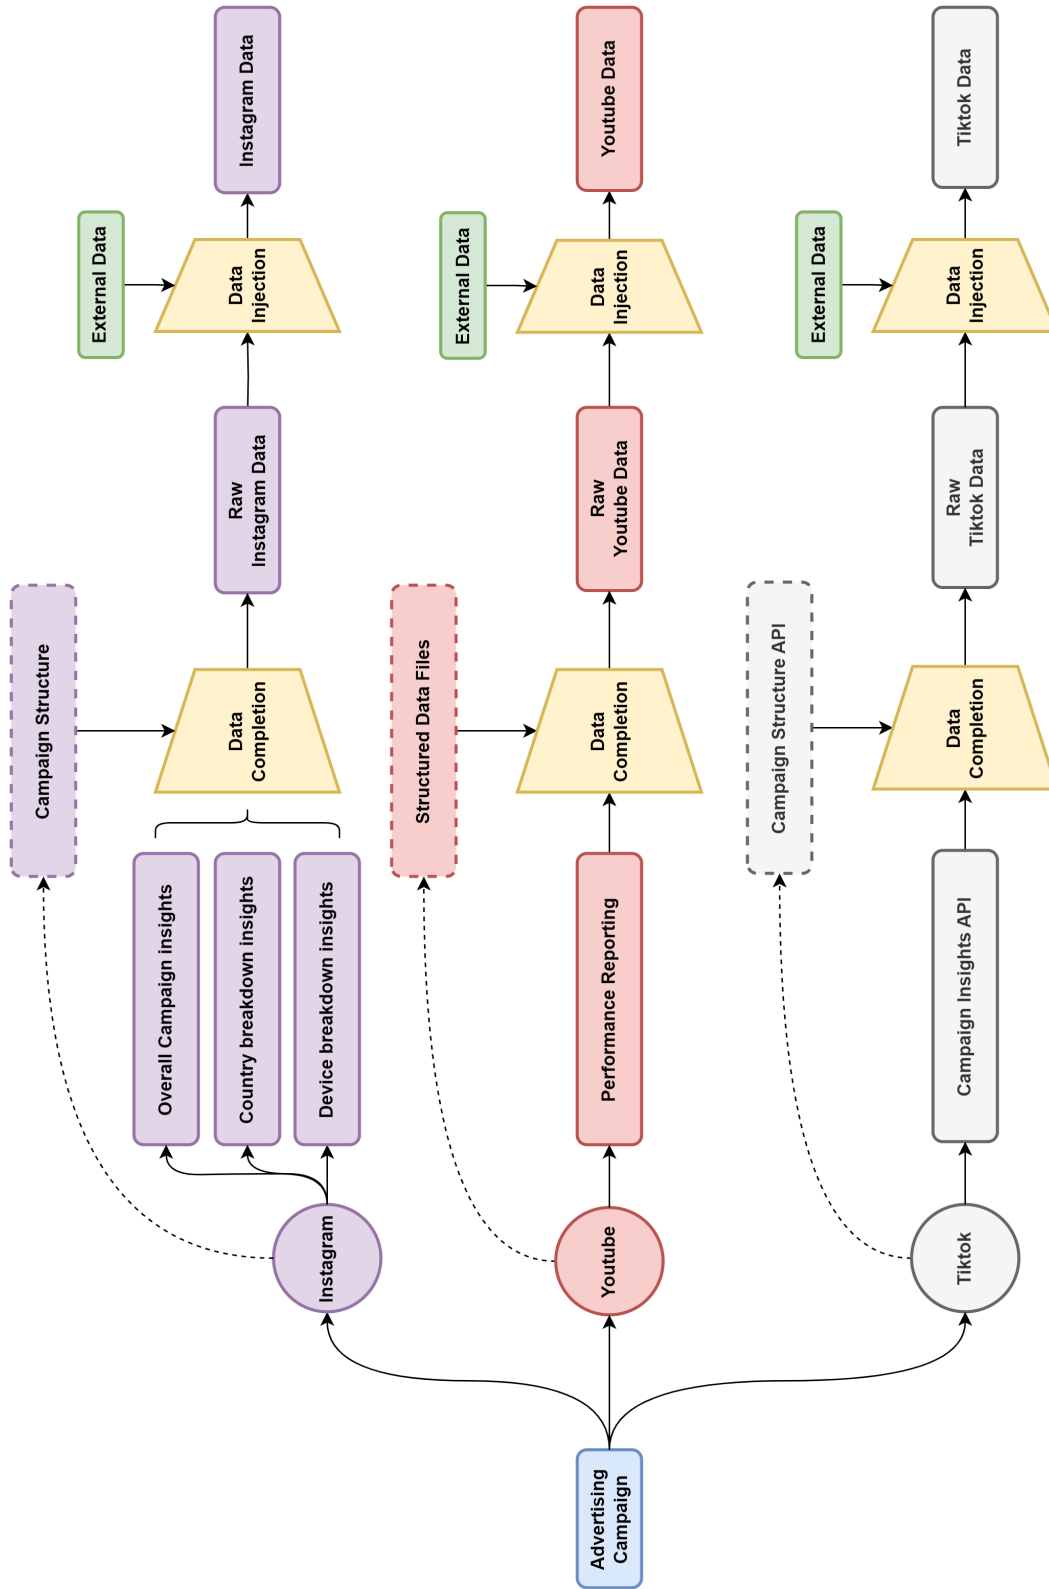 Advertising
Campaign
Instagram
Overall Campaign insights
Country breakdown insights
Device breakdown insights
Campaign Structure
Data
Completion
Raw
Instagram Data
External Data
Data
Injection
Instagram Data
Youtube
Performance Reporting
Structured Data Files
Data
Completion
Raw
Youtube Data
External Data
Data
Injection
Youtube Data
Tiktok
Campaign Insights API
Campaign Structure API
Data
Completion
Raw
Tiktok Data
External Data
Data
Injection
Tiktok Data